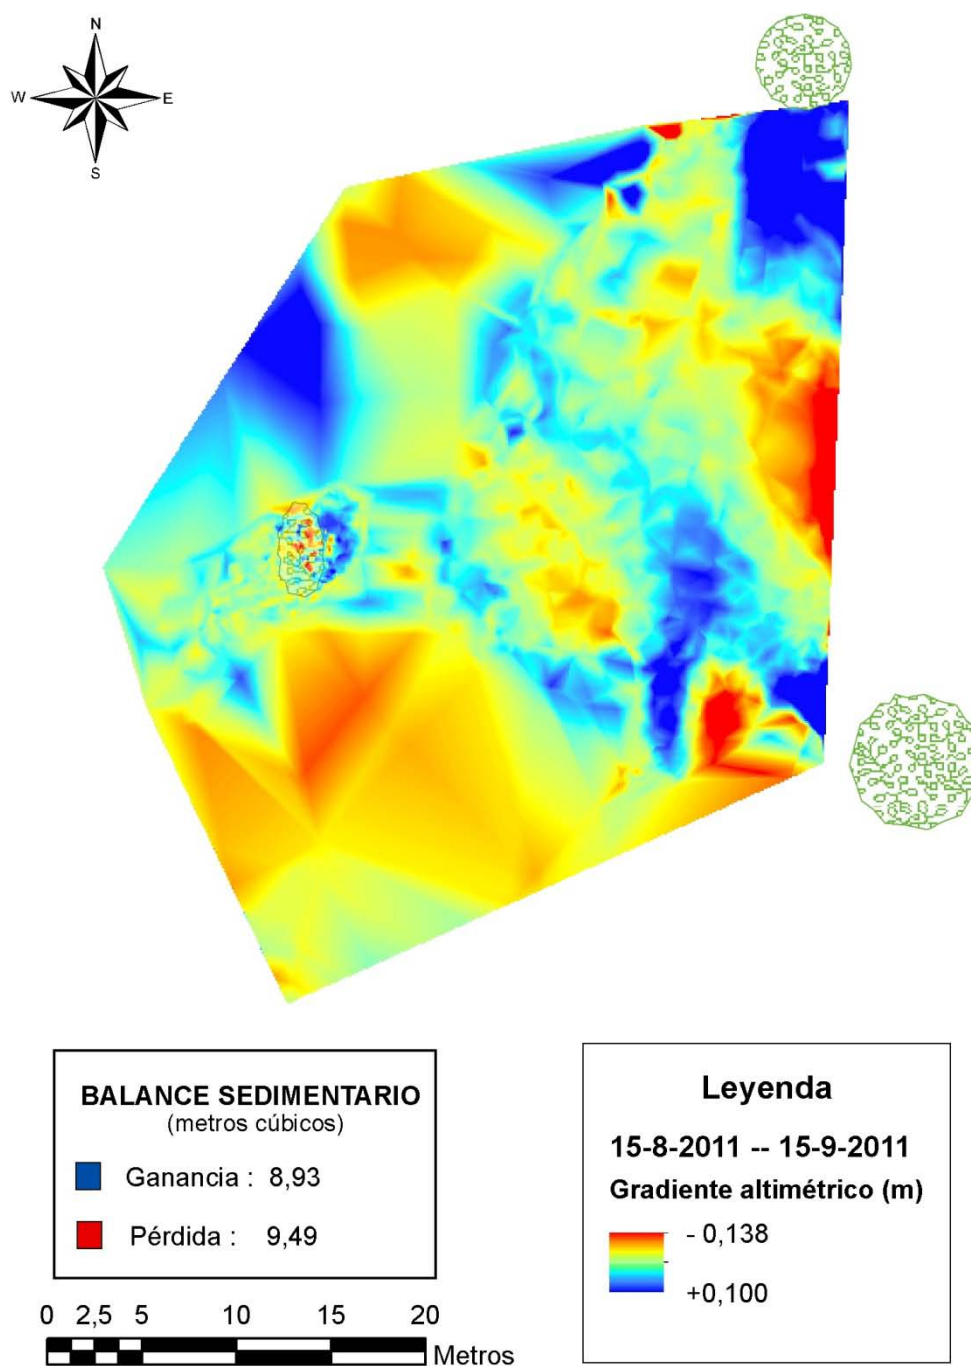 N
W E
S
BALANCE SEDIMENTARIO
(metros cúbicos)
Ganancia : 8,93
Pérdida : 9,49
0 2,5 5 10 15 20
Metros
Leyenda
15-8-2011 -- 15-9-2011
Gradiente altimétrico (m)
- 0,138
+0,100